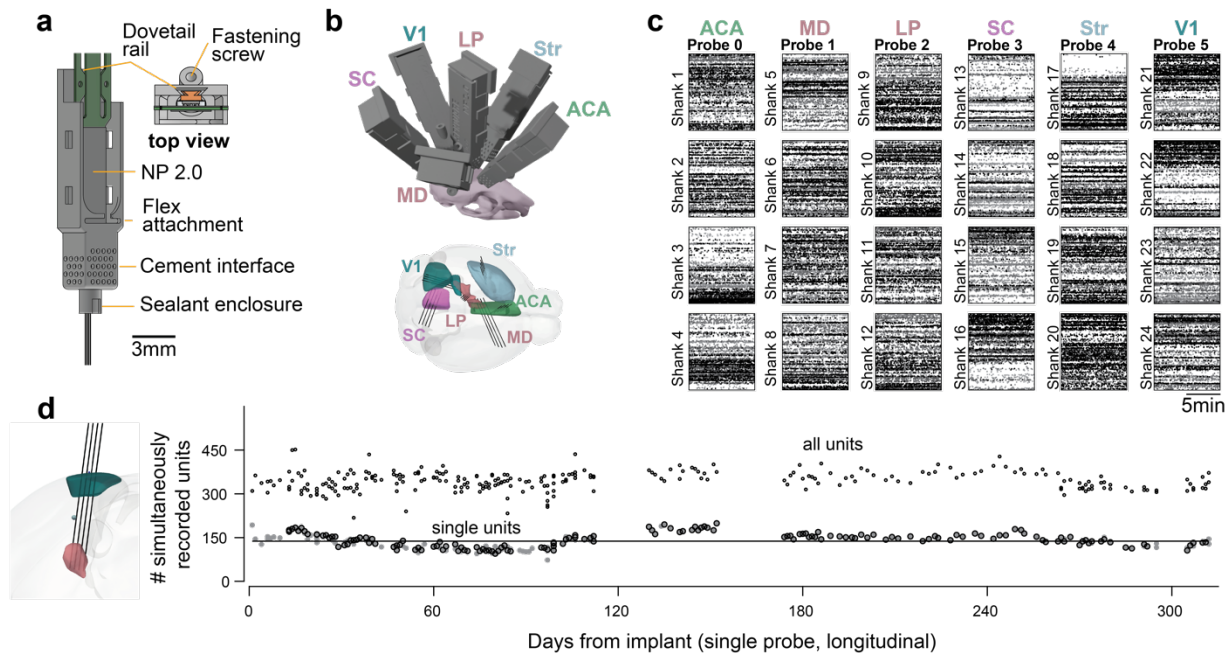 a
Dovetail
rail
Fastening
screw
top view
NP 2.0
Flex
attachment
Cement interface
Sealant enclosure
3mm
b
V1
LP
Str
SC
ACA
MD
Str
V1
ACA
SC
LP
MD
c
ACA
MD
LP
SC
Str
V1
Probe 0
Probe 1
Probe 2
Probe 3
Probe 4
Probe 5
Shank 1
Shank 5
Shank 9
Shank 13
Shank 17
Shank 21
Shank 2
Shank 6
Shank 10
Shank 14
Shank 18
Shank 22
Shank 3
Shank 7
Shank 11
Shank 15
Shank 19
Shank 23
Shank 4
Shank 8
Shank 12
Shank 16
Shank 20
Shank 24
5min
d
# simultaneously
recorded units
450
300
150
0
all units
single units
0
60
120
180
240
300
Days from implant (single probe, longitudinal)